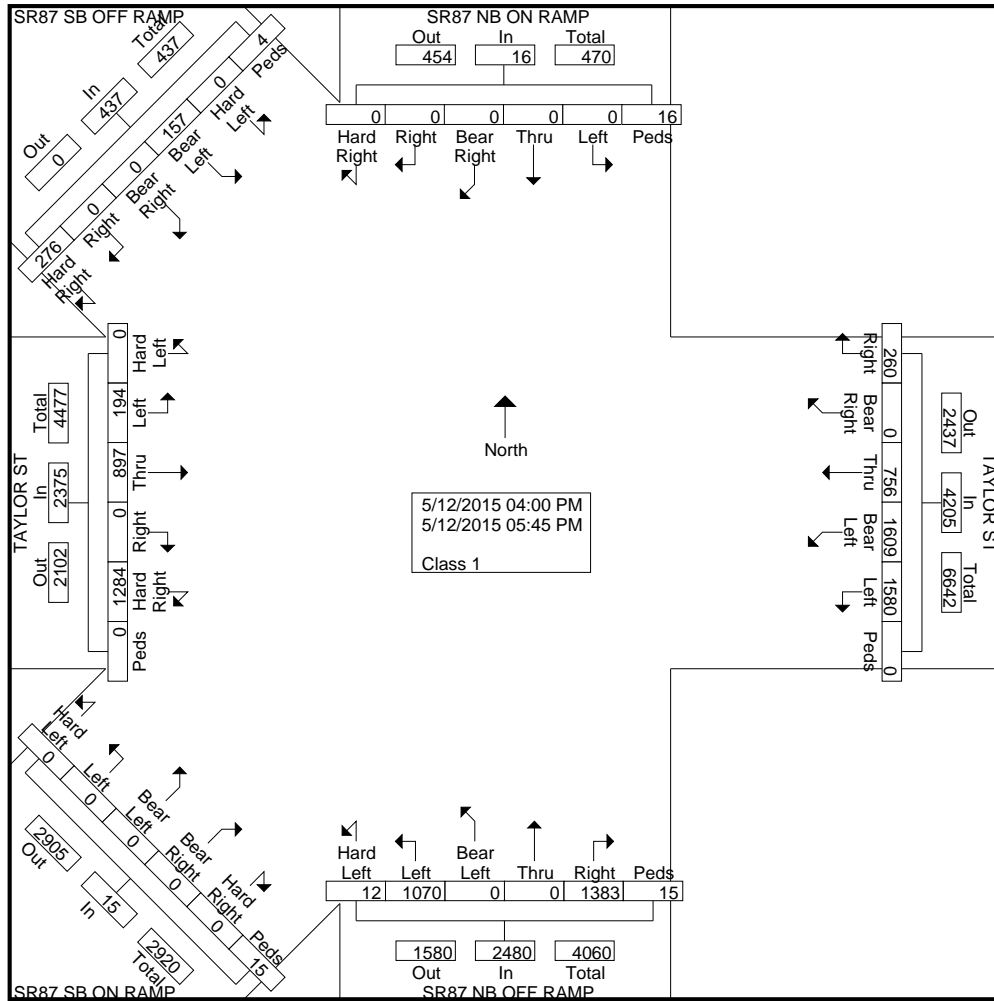 SR87 SB OFF RAMP
Out
In
Total
0
437
437
276
0
0
157
0
4
Hard
Right
Right
Bear
Right
Bear
Left
Hard
Left
Peds
SR87 NB ON RAMP
Out
In
Total
454
16
470
0
0
0
0
0
16
Hard
Right
Right
Bear
Right
Thru
Left
Peds
TAYLOR ST
Total
4477
In
2375
Out
2102
0
194
897
0
1284
0
Hard
Left
Left
Thru
Right
Hard
Right
Peds
North
5/12/2015 04:00 PM
5/12/2015 05:45 PM
Class 1
Right
Bear
Right
Thru
Bear
Left
Left
Peds
260
0
756
1609
1580
0
Out
2437
In
4205
Total
6642
TAYLOR ST
Hard
Left
Left
Bear
Left
Bear
Right
Hard
Right
Peds
0
0
0
0
0
15
2905
Out
15
In
2920
Total
SR87 SB ON RAMP
Hard
Left
Left
Bear
Left
Thru
Right
Peds
12
1070
0
0
1383
15
1580
2480
4060
Out
In
Total
SR87 NB OFF RAMP